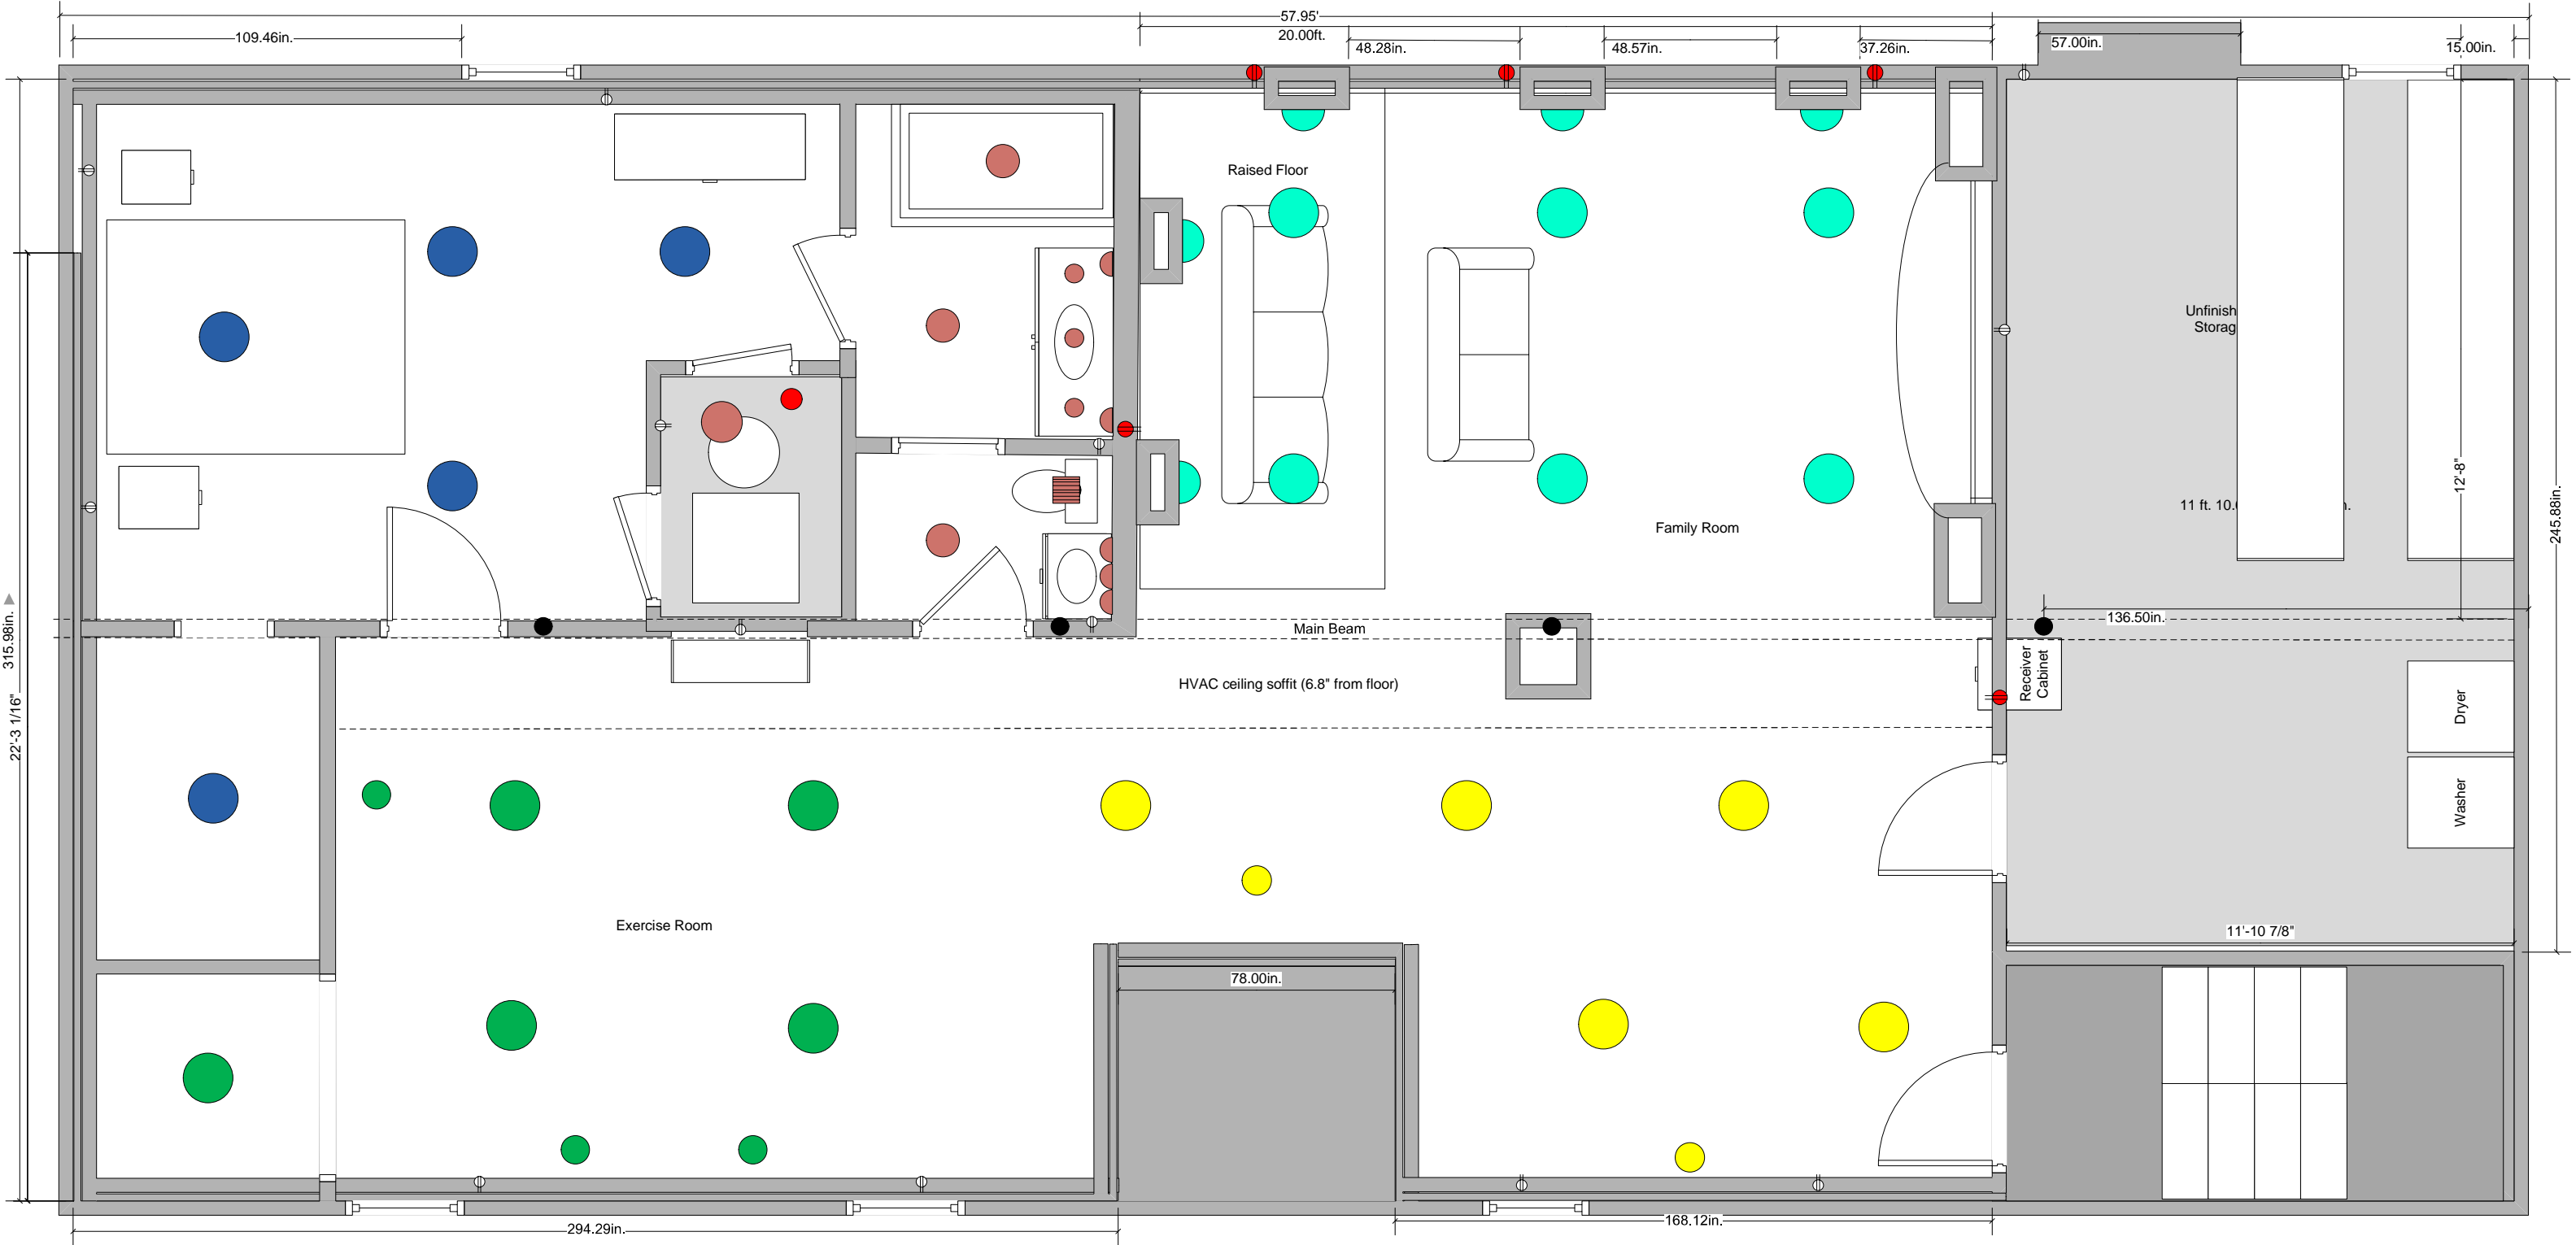 57.95'
109.46in.
20.00ft.
48.28in.
48.57in.
37.26in.
57.00in.
15.00in.
Raised Floor
Unfinish
Storag
11 ft. 10.
12'-8"
245.88in.
Family Room
315.98in.
22'-3 1/16"
Main Beam
136.50in.
HVAC ceiling soffit (6.8" from floor)
Receiver
Cabinet
Dryer
Washer
Exercise Room
11'-10 7/8"
78.00in.
294.29in.
168.12in.